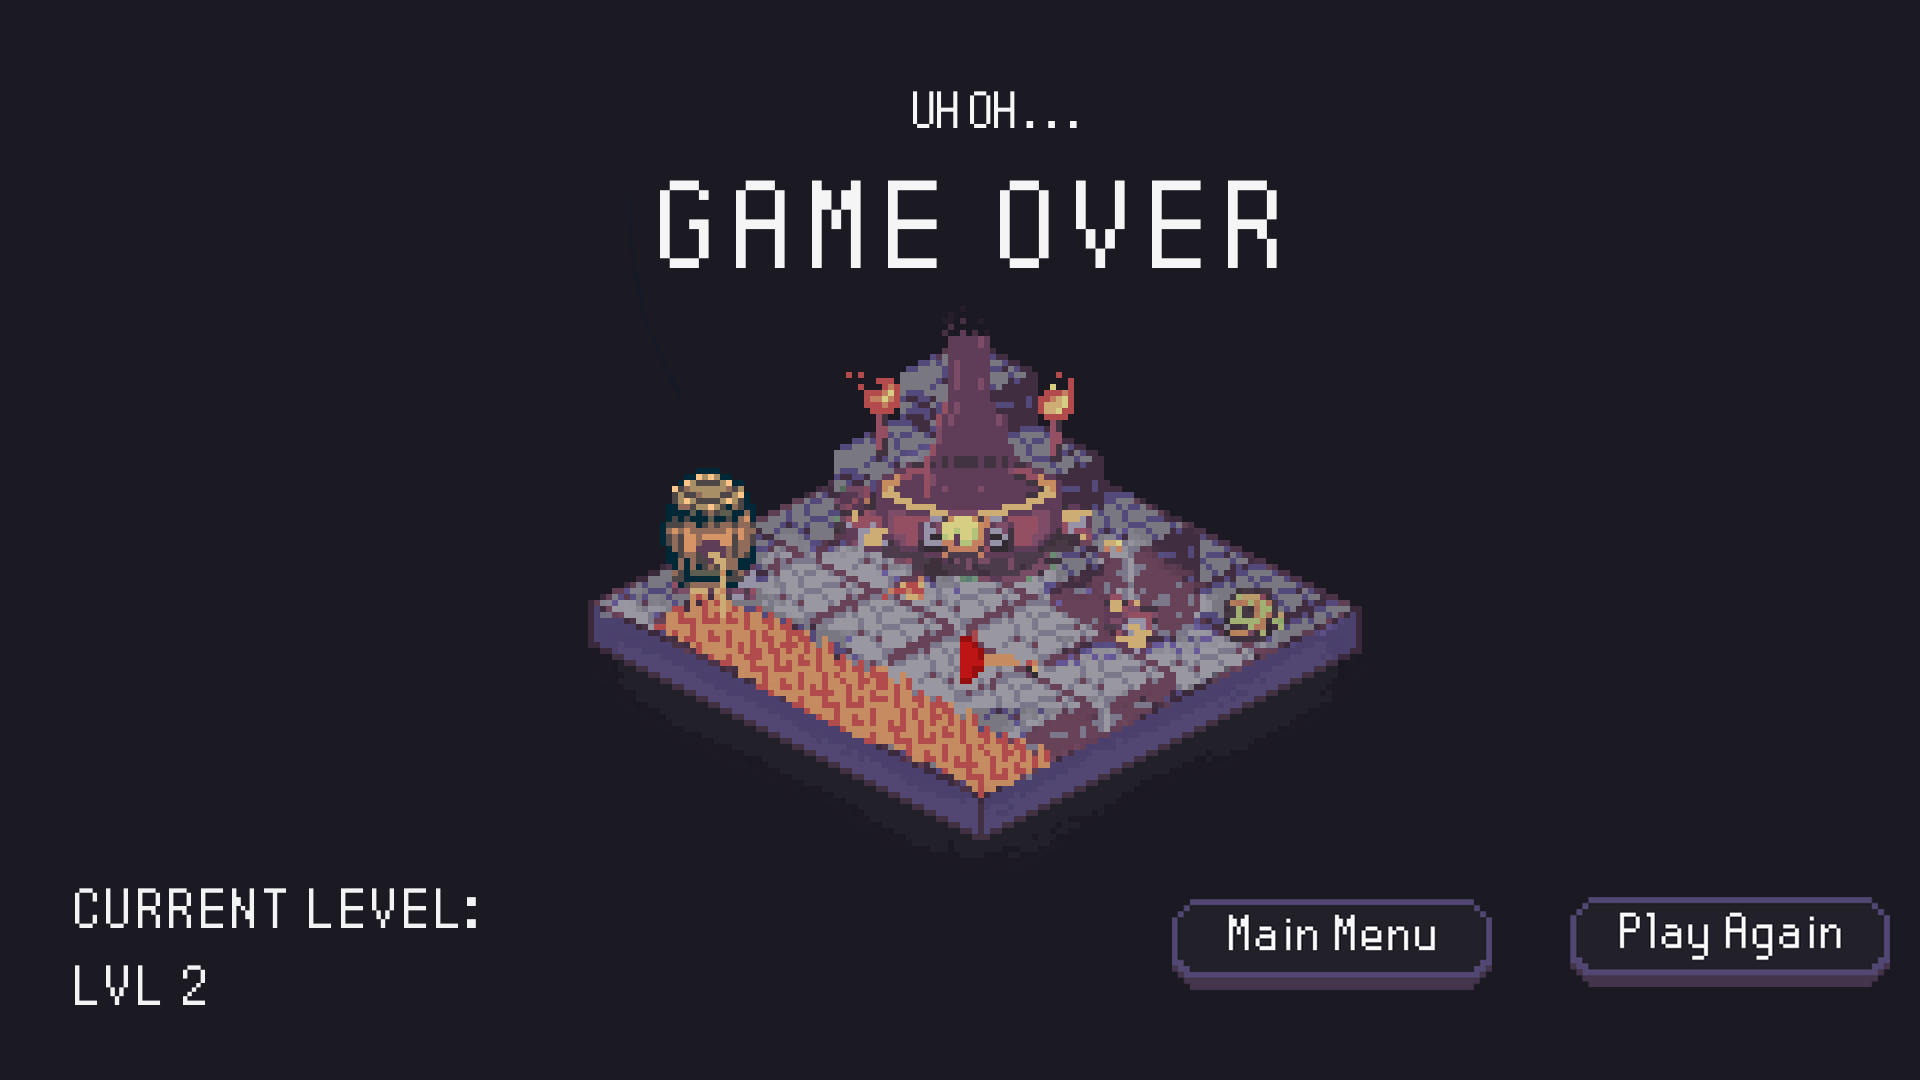 UH OH...
GAME OVER
CURRENT LEVEL:
LVL 2
Main Menu
Play Again